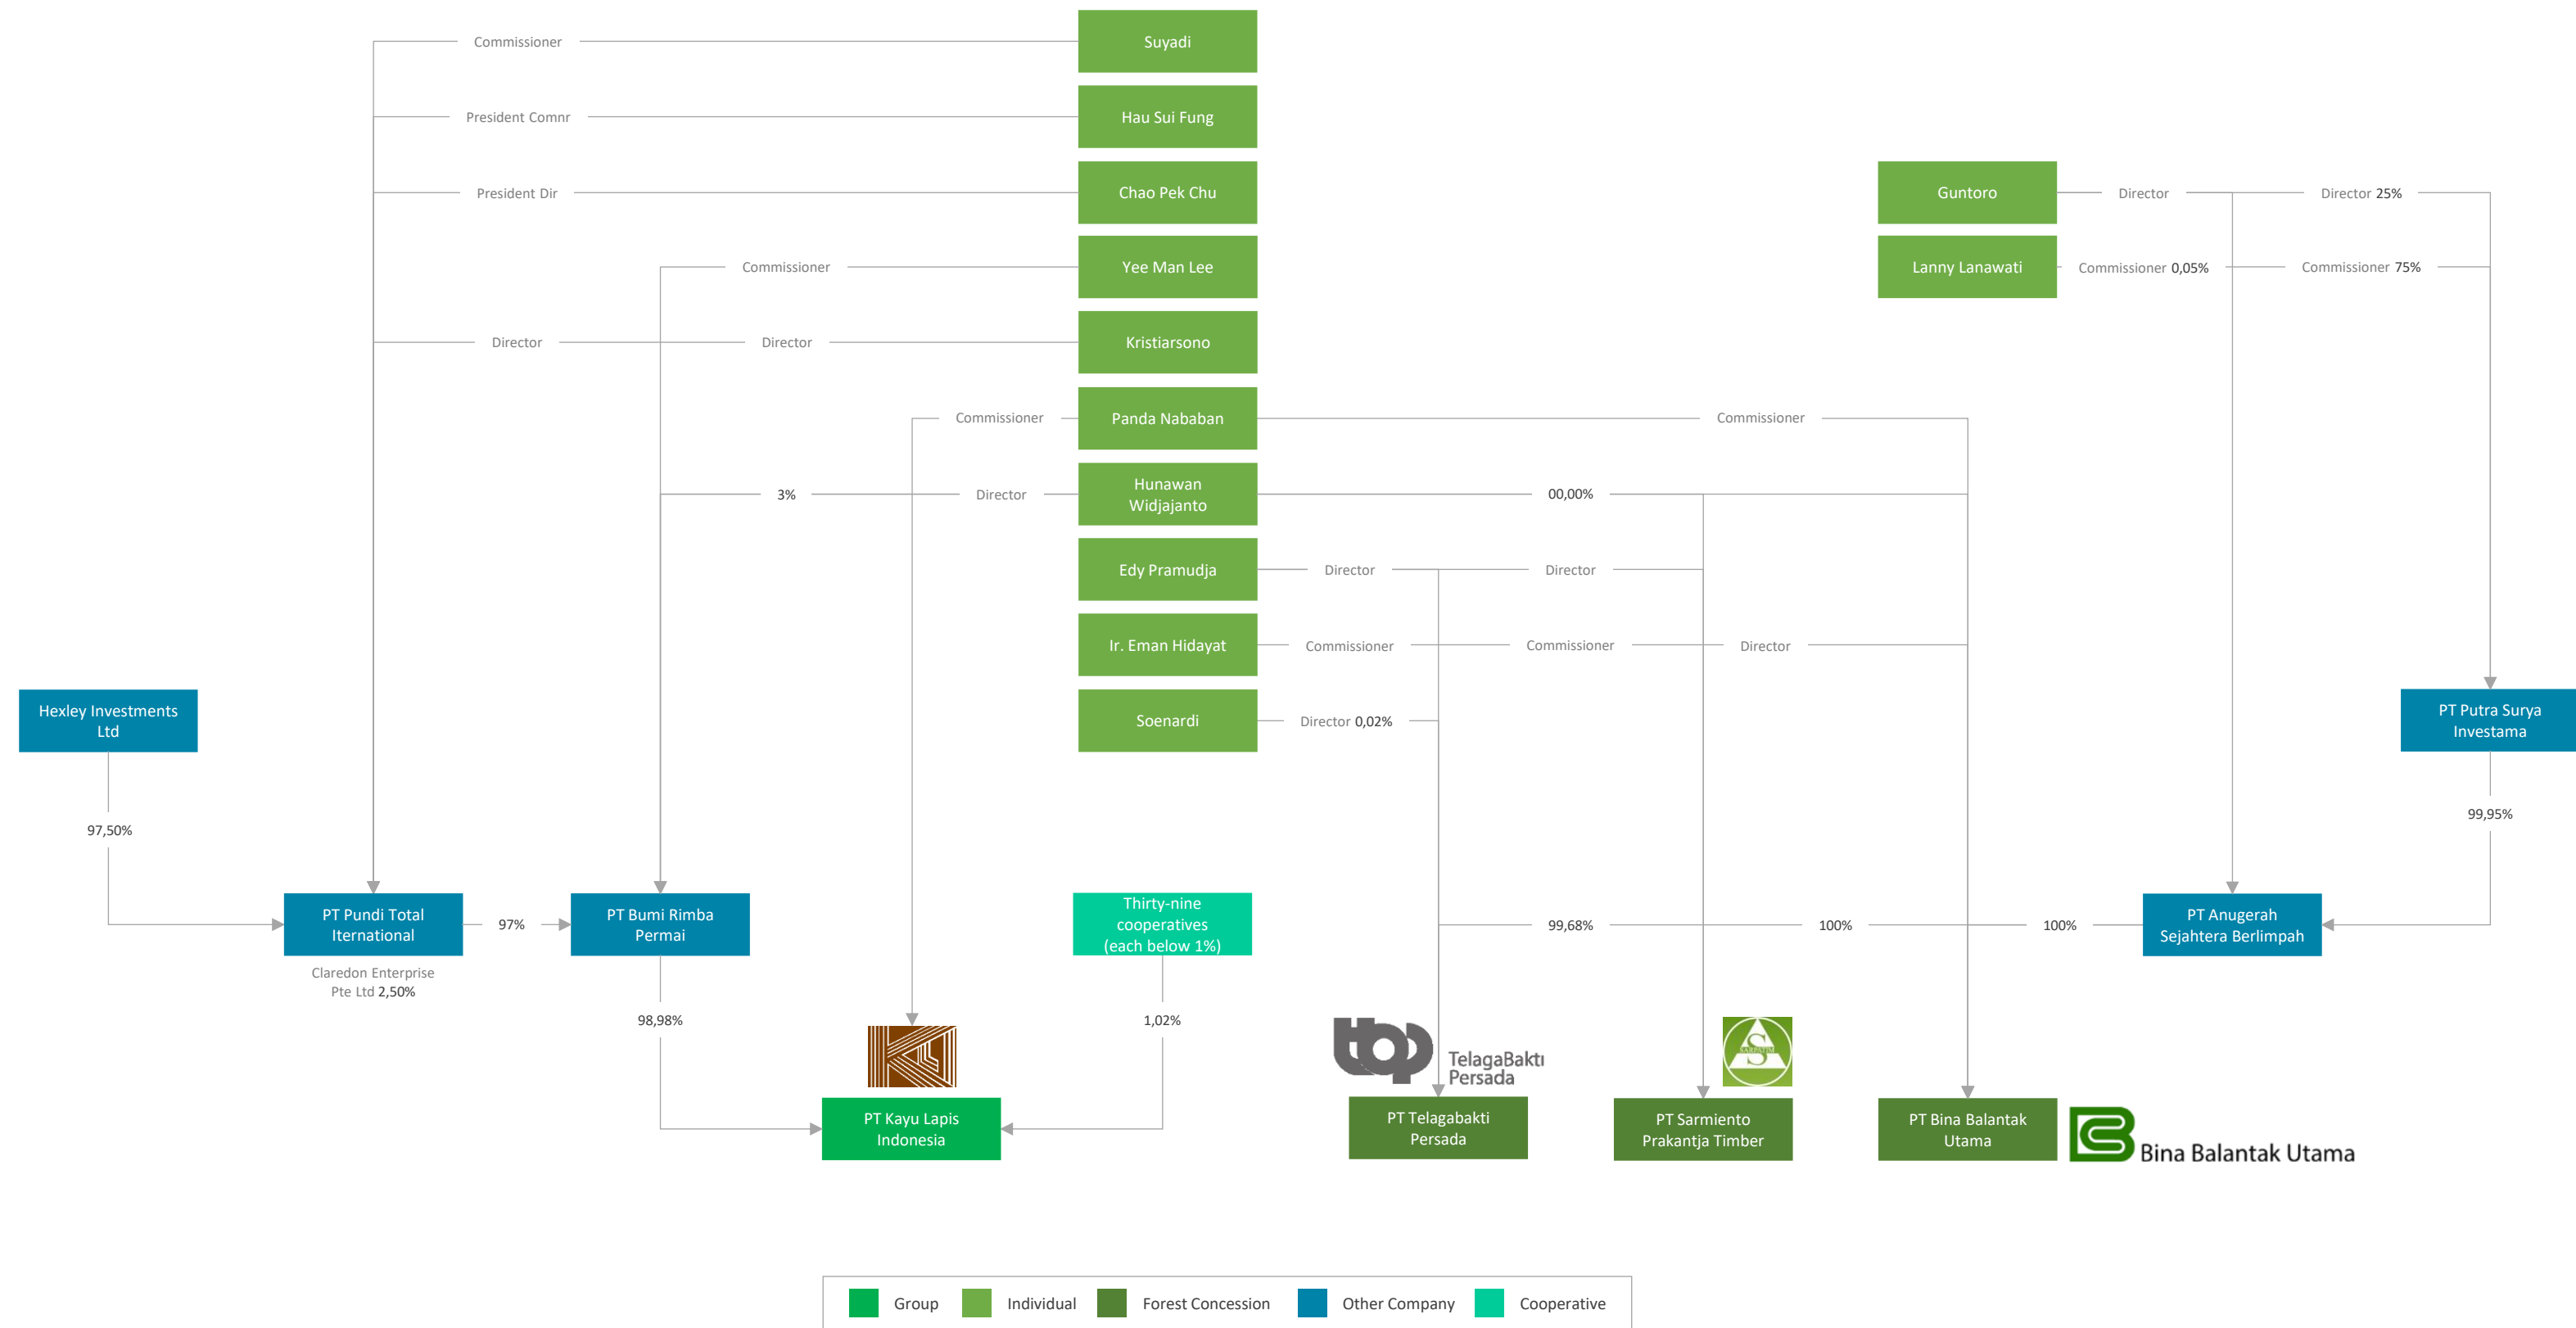 Suyadi
Commissioner
Hau Sui Fung
President Comnr
Chao Pek Chu
President Dir
Guntoro
Director
Director 25%
Yee Man Lee
Commissioner
Lanny Lanawati
Commissioner 0,05%
Commissioner 75%
Director
Director
Kristiarsono
Commissioner
Panda Nababan
Commissioner
3%
Director
Hunawan
Widjajanto
00,00%
Edy Pramudja
Director
Director
Ir. Eman Hidayat
Commissioner
Commissioner
Director
Soenardi
Director 0,02%
Hexley Investments
Ltd
PT Putra Surya
Investama
97,50%
99,95%
PT Pundi Total
Iternational
97%
PT Bumi Rimba
Permai
Thirty-nine
cooperatives
(each below 1%)
99,68%
100%
100%
PT Anugerah
Sejahtera Berlimpah
Claredon Enterprise
Pte Ltd 2,50%
98,98%
1,02%
TelagaBakti
Persada
SARPATIM
S
PT Kayu Lapis
Indonesia
PT Telagabakti
Persada
PT Sarmiento
Prakantja Timber
PT Bina Balantak
Utama
Bina Balantak Utama
Group
Individual
Forest Concession
Other Company
Cooperative